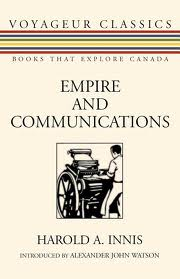 VOYAGEUR CLASSICS
BOOKS THAT EXPLORE CANADA
EMPIRE
AND
COMMUNICATIONS
HAROLD A. INNIS
INTRODUCED BY ALEXANDER JOHN WATSON